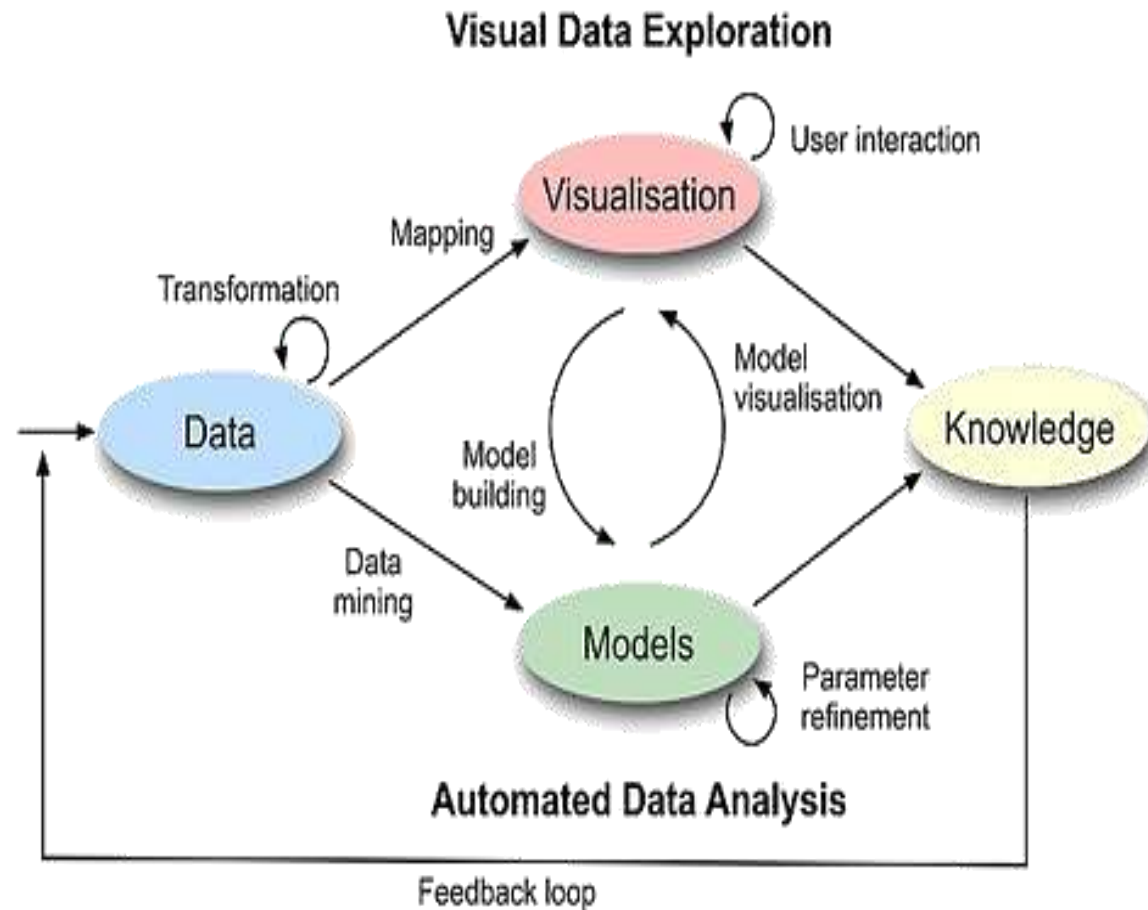 Visual Data Exploration
User interaction
Visualisation
Mapping
Transformation
Model
visualisation
Data
Knowledge
Model
building
Data
mining
Models
Parameter
refinement
Automated Data Analysis
Feedback loop